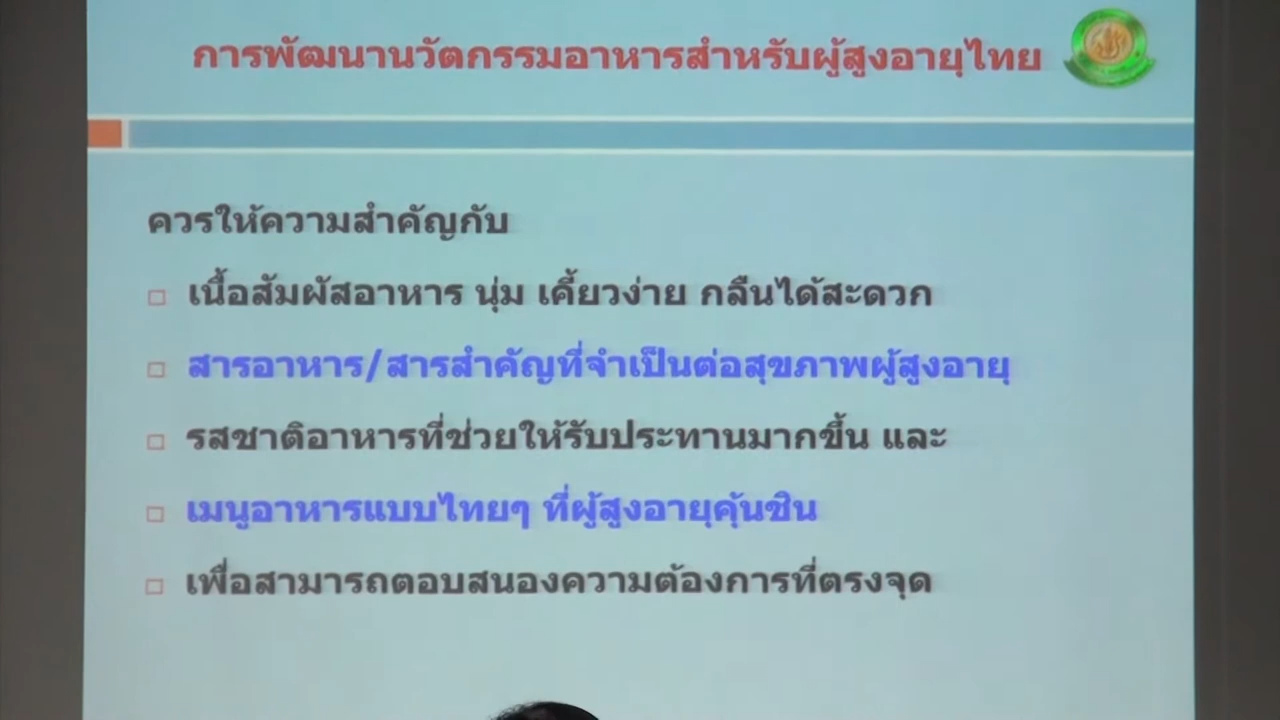 การพัฒนานวัตกรรมอาหารสำหรับผู้สูงอายุไทย
ควรให้ความสำคัญกับ
เนื้อสัมผัสอาหาร นุ่ม เคี้ยวง่าย กลืนได้สะดวก
สารอาหาร/สารสำคัญที่จำเป็นต่อสุขภาพผู้สูงอายุ
รสชาติอาหารที่ช่วยให้รับประทานมากขึ้น และ
เมนูอาหารแบบไทยๆ ที่ผู้สูงอายุคุ้นชิน
เพื่อสามารถตอบสนองความต้องการที่ตรงจุด